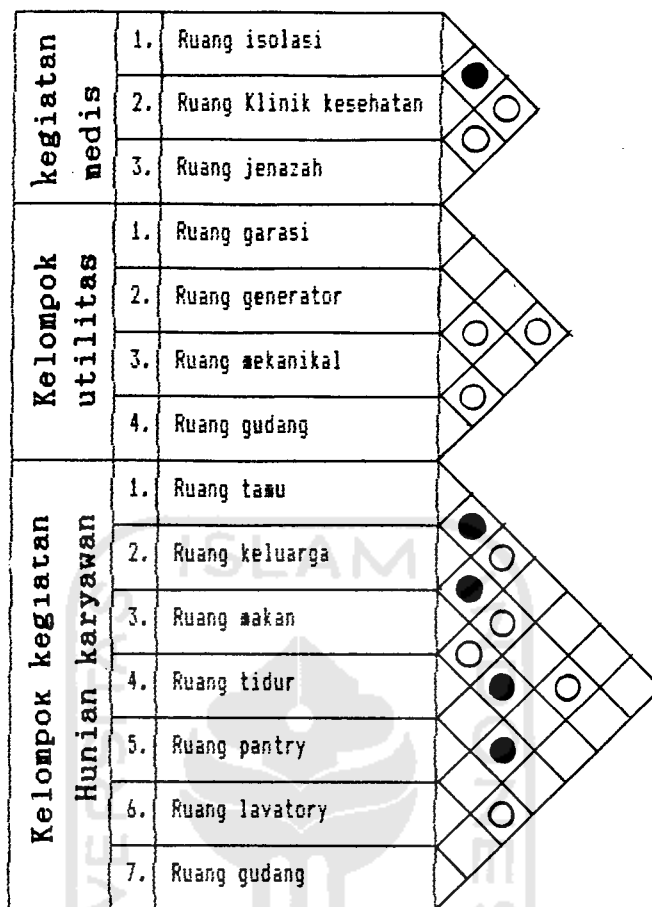 kegiatan
medis
1. Ruang isolasi
2. Ruang Klinik kesehatan
3. Ruang jenazah
Kelompok
utilitas
1. Ruang garasi
2. Ruang generator
3. Ruang mekanikal
4. Ruang gudang
Kelompok kegiatan
Hunian karyawan
1. Ruang tamu
2. Ruang keluarga
3. Ruang makan
4. Ruang tidur
5. Ruang pantry
6. Ruang lavatory
7. Ruang gudang
ISLAM